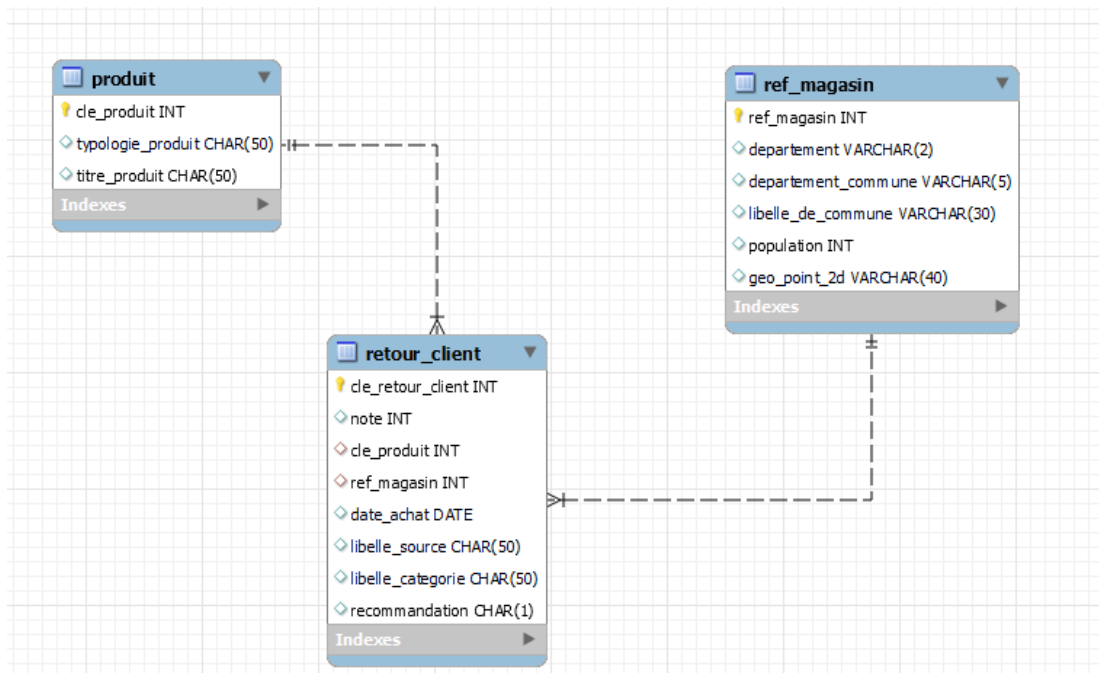 produit
cle_produit INT
typologie_produit CHAR(50)
titre_produit CHAR(50)
Indexes
ref_magasin
ref_magasin INT
departement VARCHAR(2)
department_commune VARCHAR(5)
libelle_de_commune VARCHAR(30)
population INT
geo_point_2d VARCHAR(40)
Indexes
retour_client
cle_retour_client INT
note INT
cle_produit INT
ref_magasin INT
date_achat DATE
libelle_source CHAR(50)
libelle_categorie CHAR(50)
recommandation CHAR(1)
Indexes